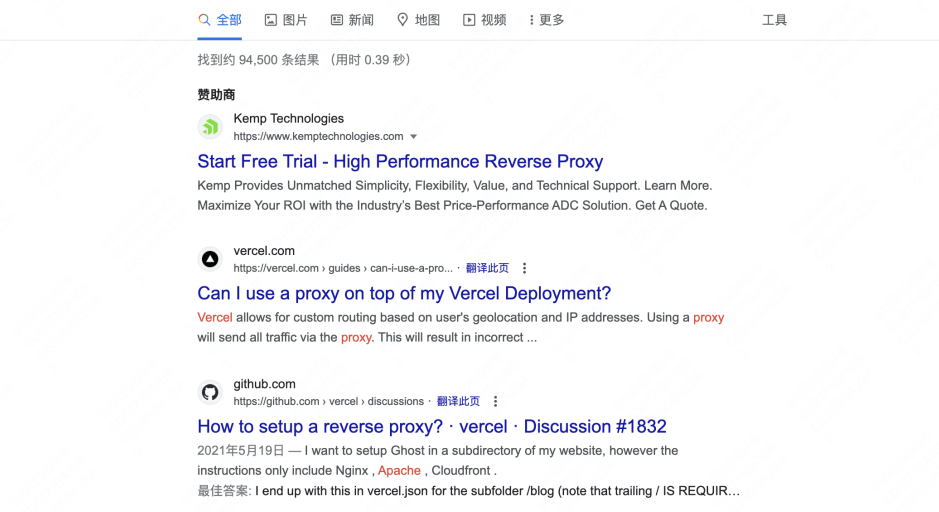 全部 图片 新闻 地图 视频 更多 工具
找到约 94,500 条结果 （用时 0.39 秒）
赞助商
Kemp Technologies
https://www.kemptechnologies.com
Start Free Trial - High Performance Reverse Proxy
Kemp Provides Unmatched Simplicity, Flexibility, Value, and Technical Support. Learn More.
Maximize Your ROI with the Industry's Best Price-Performance ADC Solution. Get A Quote.
vercel.com
https://vercel.com › guides › can-i-use-a-pro... · 翻译此页
Can I use a proxy on top of my Vercel Deployment?
Vercel allows for custom routing based on user's geolocation and IP addresses. Using a proxy
will send all traffic via the proxy. This will result in incorrect ...
github.com
https://github.com › vercel › discussions · 翻译此页
How to setup a reverse proxy? · vercel · Discussion #1832
2021年5月19日 — I want to setup Ghost in a subdirectory of my website, however the
instructions only include Nginx , Apache , Cloudfront .
最佳答案: I end up with this in vercel.json for the subfolder /blog (note that trailing / IS REQUIR...